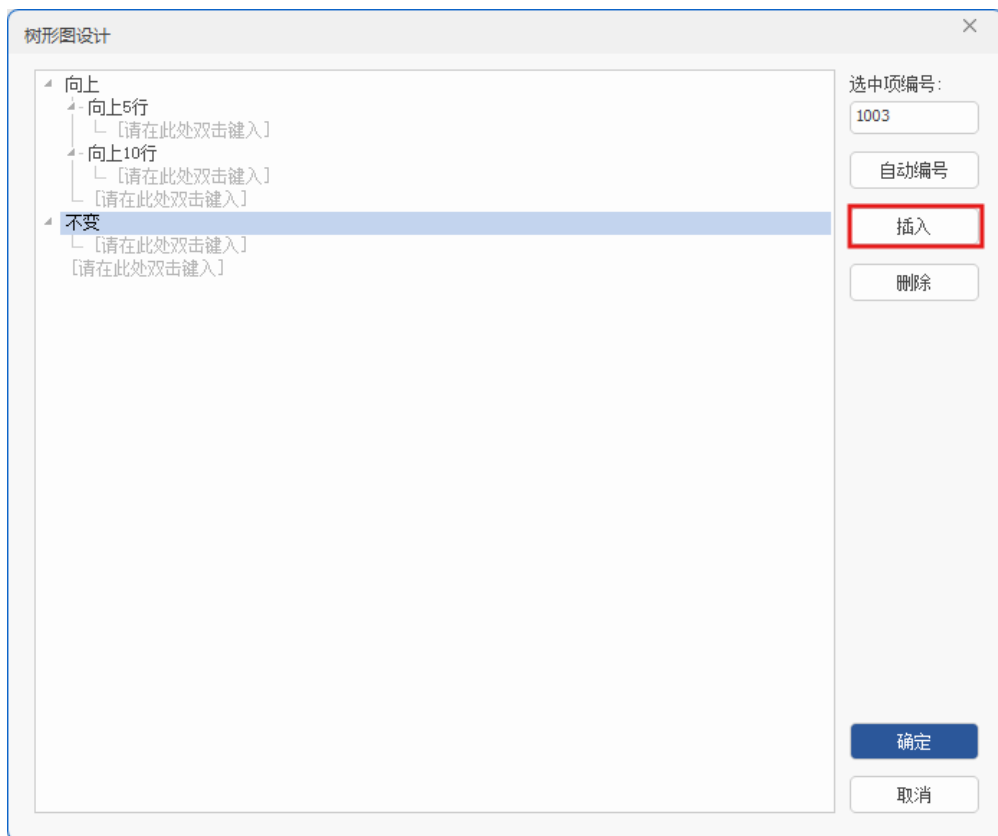 树形图设计
向上
向上5行
[请在此处双击键入]
向上10行
[请在此处双击键入]
[请在此处双击键入]
不变
[请在此处双击键入]
[请在此处双击键入]
选中项编号:
1003
自动编号
插入
删除
确定
取消